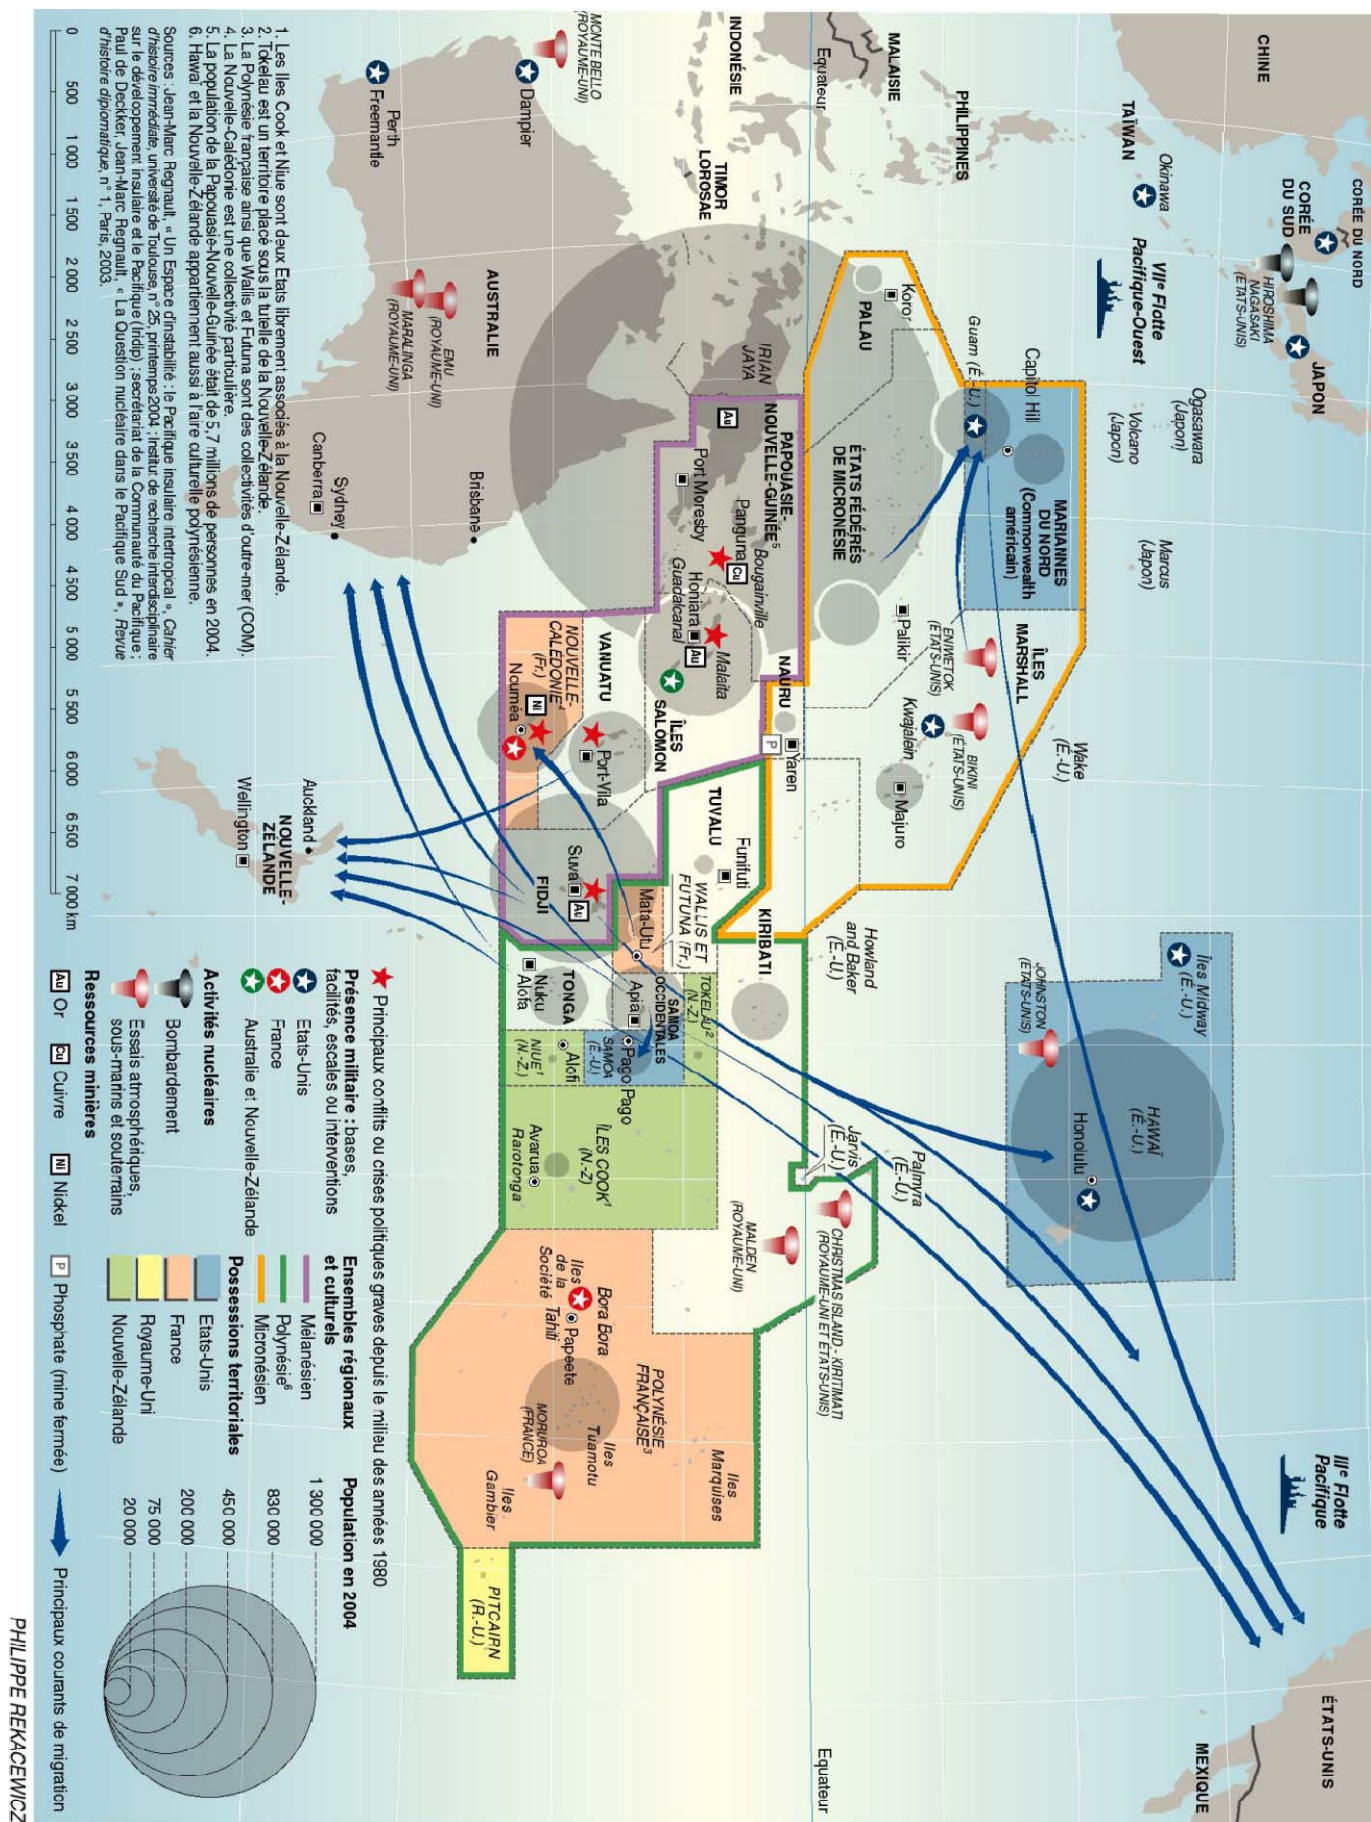 CHINE
CORÉE DU NORD
CORÉE
DU SUD
JAPON
HIROSHIMA
NAGASAKI
(ÉTATS-UNIS)
TAÏWAN
Okinawa
VIIe Flotte
Pacifique-Ouest
Ogasawara
(Japon)
Volcano
(Japon)
Marcus
(Japon)
IIIe Flotte
Pacifique
ÉTATS-UNIS
MEXIQUE
PHILIPPINES
MALAISIE
Equateur
INDONÉSIE
TIMOR
LOROSAE
Capitol Hill
Guam (É.-U.)
MARIANNES
DU NORD
(Commonwealth
américain)
Koror
PALAU
ÉTATS FÉDÉRÉS
DE MICRONÉSIE
Palikir
ÎLES
MARSHALL
ENIWETOK
(ÉTATS-UNIS)
BIKINI
(ÉTATS-UNIS)
Kwajalein
Majuro
Wake
(É.-U.)
Îles Midway
(É.-U.)
JOHNSTON
(ÉTATS-UNIS)
HAWAÏ
(É.-U.)
Honolulu
Howland
and Baker
(É.-U.)
Palmyra
(É.-U.)
Jarvis
(É.-U.)
CHRISTMAS ISLAND - KIRITIMATI
(ROYAUME-UNI ET ÉTATS-UNIS)
MALDEN
(ROYAUME-UNI)
Equateur
IRIAN
JAYA
Au
PAPOUASIE-
NOUVELLE-GUINÉE5
Port Moresby
Panguna
Cu
Bougainville
Honiara
Au
Guadalcanal
Malaita
ÎLES
SALOMON
NAURU
Yaren
P
KIRIBATI
TUVALU
Funifuti
WALLIS ET
FUTUNA (Fr.)
Mata-Utu
TOKELAU2
(N.-Z.)
SAMOA
OCCIDENTALES
Apia
SAMOA
(É.-U.)
Pago Pago
VANUATU
Port-Vila
NOUVELLE-
CALÉDONIE4
(Fr.)
Ni
Nouméa
FIDJI
Suva
Au
TONGA
Nuku
Alofa
NIUE1
(N.-Z.)
Alofi
ÎLES COOK1
(N.-Z)
Avarua
Rarotonga
Iles
de la
Société
Bora Bora
Papeete
Tahiti
POLYNÉSIE
FRANÇAISE3
Iles
Marquises
Iles
Tuamotu
MORUROA
(FRANCE)
Iles
Gambier
PITCAIRN
(R.-U.)
MONTE BELLO
(ROYAUME-UNI)
Dampier
Perth
Freemantle
AUSTRALIE
EMU
(ROYAUME-UNI)
MARALINGA
(ROYAUME-UNI)
Brisbane
Sydney
Canberra
NOUVELLE-
ZÉLANDE
Auckland
Wellington
1. Les Iles Cook et Niue sont deux Etats librement associés à la Nouvelle-Zélande.
2. Tokelau est un territoire placé sous la tutelle de la Nouvelle-Zélande.
3. La Polynésie française ainsi que Wallis et Futuna sont des collectivités d'outre-mer (COM).
4. La Nouvelle-Calédonie est une collectivité particulière.
5. La population de la Papouasie-Nouvelle-Guinée était de 5,7 millions de personnes en 2004.
6. Hawaï et la Nouvelle-Zélande appartiennent aussi à l'aire culturelle polynésienne.
Sources : Jean-Marc Regnault, « Un Espace d'instabilité : le Pacifique insulaire intertropical », Cahier
d'histoire immédiate, université de Toulouse, n° 25, printemps 2004 ; Institut de recherche interdisciplinaire
sur le développement insulaire et le Pacifique (Iridip) ; secrétariat de la Communauté du Pacifique ;
Paul de Deckker, Jean-Marc Regnault, « La Question nucléaire dans le Pacifique Sud », Revue
d'histoire diplomatique, n° 1, Paris, 2003.
0 500 1 000 1 500 2 000 2 500 3 000 3 500 4 000 4 500 5 000 5 500 6 000 6 500 7 000 km
Principaux conflits ou crises politiques graves depuis le milieu des années 1980
Présence militaire : bases,
facilités, escales ou interventions
Etats-Unis
France
Australie et Nouvelle-Zélande
Activités nucléaires
Bombardement
Essais atmosphériques,
sous-marins et souterrains
Ressources minières
Au Or
Cu Cuivre
Ni Nickel
P Phosphate (mine fermée)
Ensembles régionaux
et culturels
Mélanésien
Polynésie6
Micronésien
Possessions territoriales
Etats-Unis
France
Royaume-Uni
Nouvelle-Zélande
Population en 2004
1 300 000
830 000
450 000
200 000
75 000
20 000
Principaux courants de migration
PHILIPPE REKACEWICZ